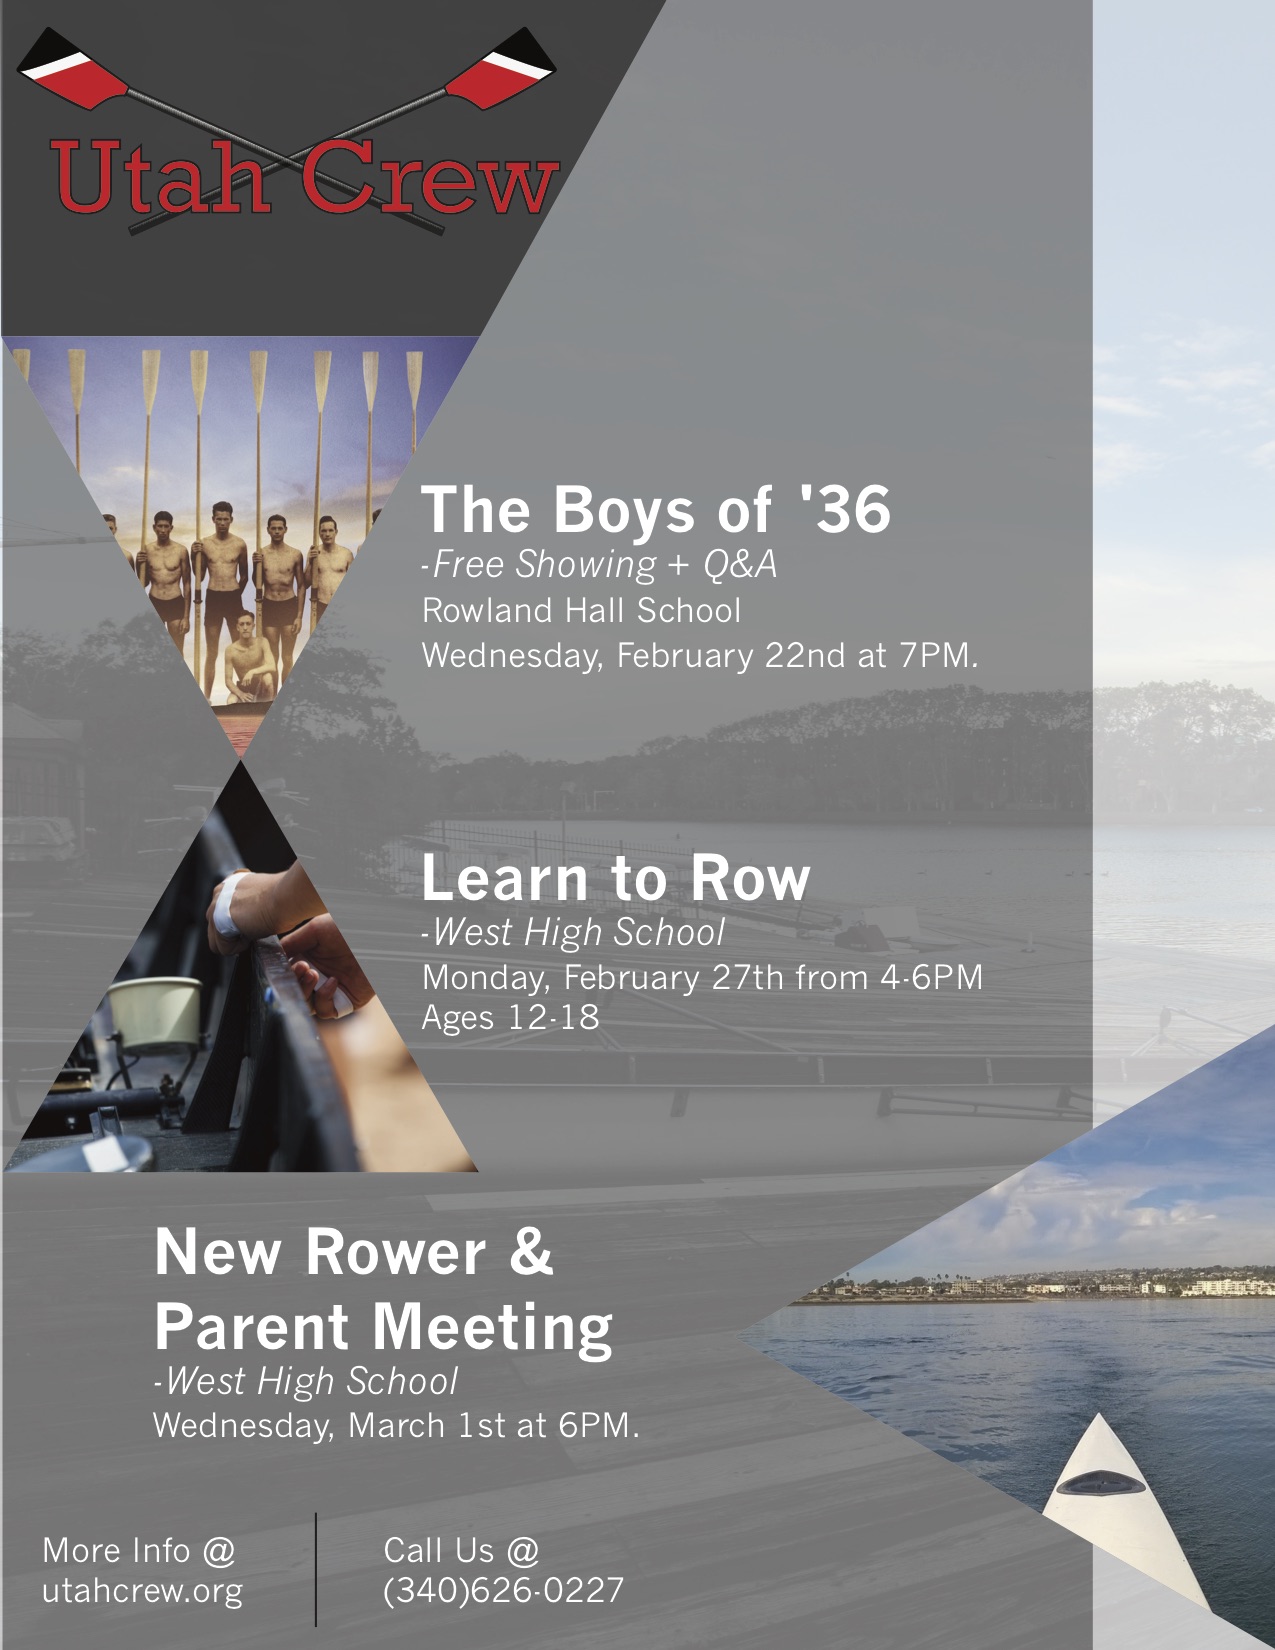 Utah Crew
The Boys of '36
-Free Showing + Q&A
Rowland Hall School
Wednesday, February 22nd at 7PM.
Learn to Row
-West High School
Monday, February 27th from 4-6PM
Ages 12-18
New Rower &
Parent Meeting
-West High School
Wednesday, March 1st at 6PM.
More Info @
utahcrew.org
Call Us @
(340)626-0227